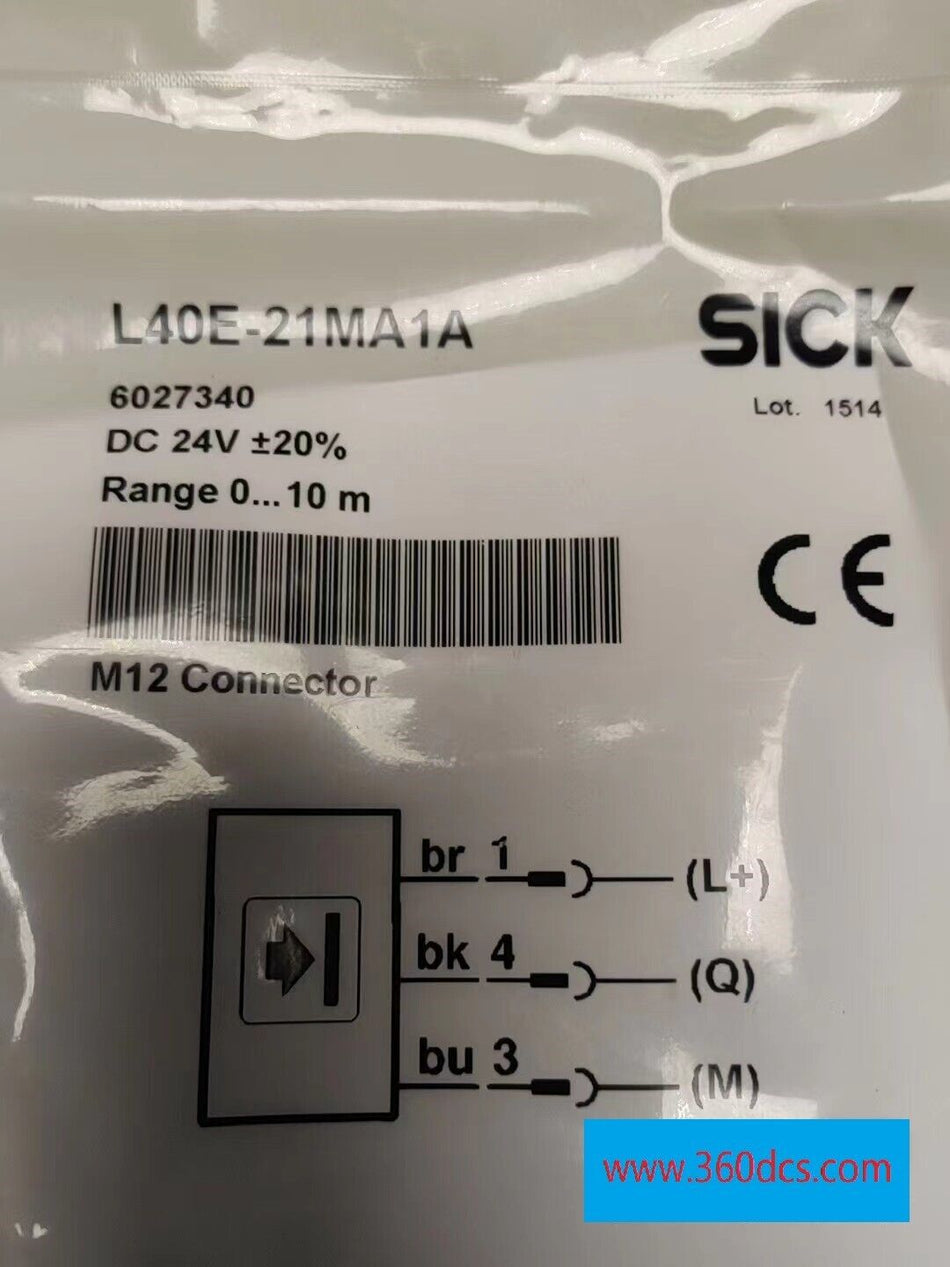 L40E-21MA1A
SICK
6027340
Lot. 1514
DC 24V ±20%
Range 0...10 m
CE
M12 Connector
br 1 (L+)
bk 4 (Q)
bu 3 (M)
www.360dcs.com